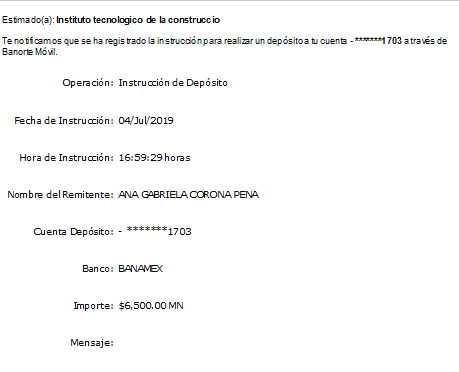 Estimado(a): Instituto tecnologico de la construccio
Te notificamos que se ha registrado la instrucción para realizar un depósito a tu cuenta - *******1703 a través de
Banorte Móvil.
Operación: Instrucción de Depósito
Fecha de Instrucción: 04/Jul/2019
Hora de Instrucción: 16:59:29 horas
Nombre del Remitente: ANA GABRIELA CORONA PENA
Cuenta Depósito: - *******1703
Banco: BANAMEX
Importe: $6,500.00 MN
Mensaje: